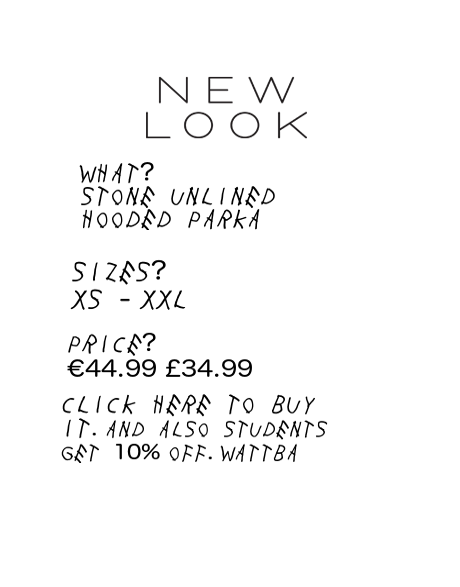 NEW
LOOK
WHAT?
STONE UNLINED
HOODED PARKA
SIZES?
XS - XXL
PRICE?
€44.99 £34.99
CLICK HERE TO BUY
IT. AND ALSO STUDENTS
GET 10% OFF. WATTBA